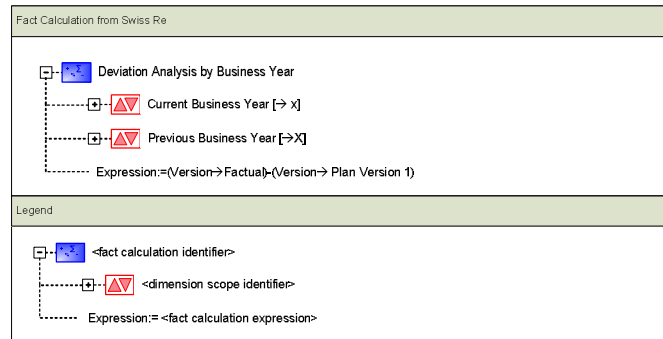 Fact Calculation from Swiss Re
Deviation Analysis by Business Year
Current Business Year [→ x]
Previous Business Year [→X]
Expression:=(Version→Factual)-(Version→ Plan Version 1)
Legend
<fact calculation identifier>
<dimension scope identifier>
Expression:= <fact calculation expression>